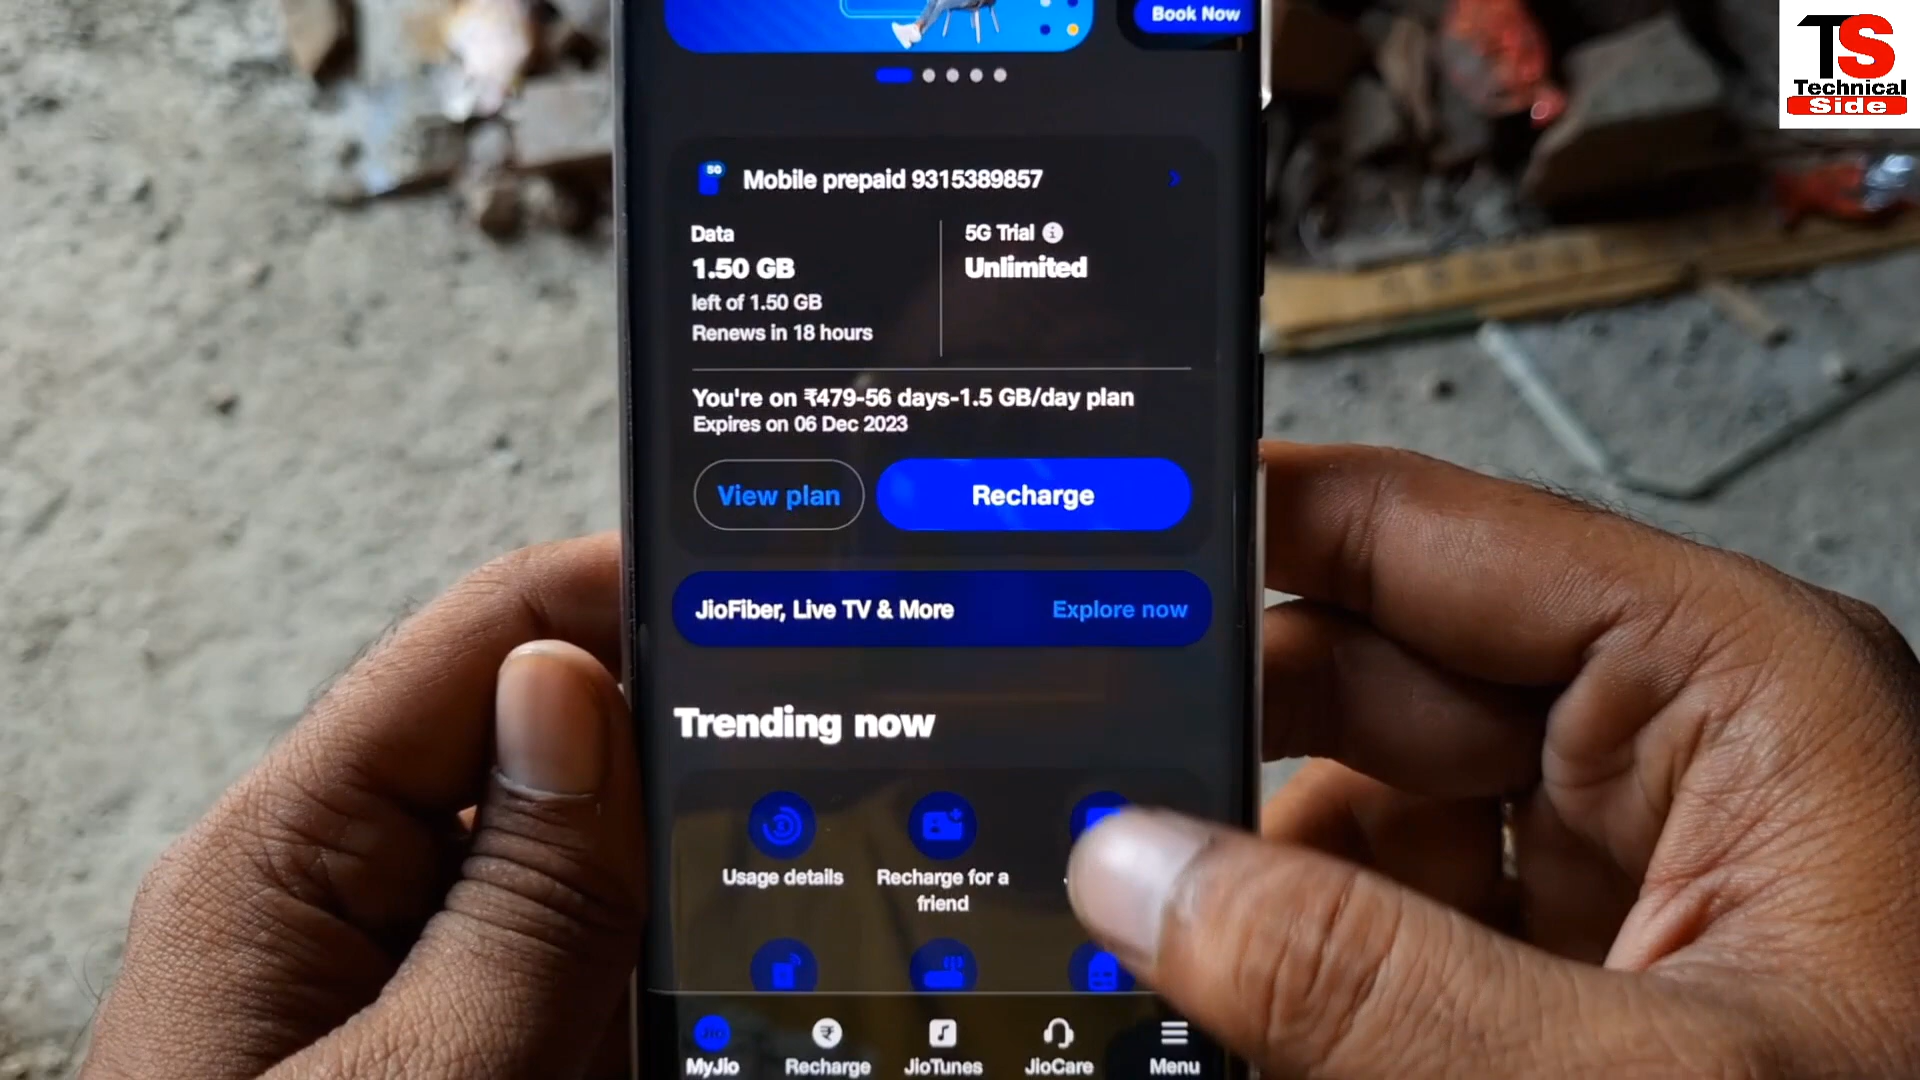 Book Now
TS
Technical
Side
5G
Mobile prepaid 9315389857
Data
1.50 GB
left of 1.50 GB
Renews in 18 hours
5G Trial
Unlimited
You're on ₹479-56 days-1.5 GB/day plan
Expires on 06 Dec 2023
View plan
Recharge
JioFiber, Live TV & More
Explore now
Trending now
Usage details
Recharge for a
friend
Jio
MyJio
Recharge
JioTunes
JioCare
Menu